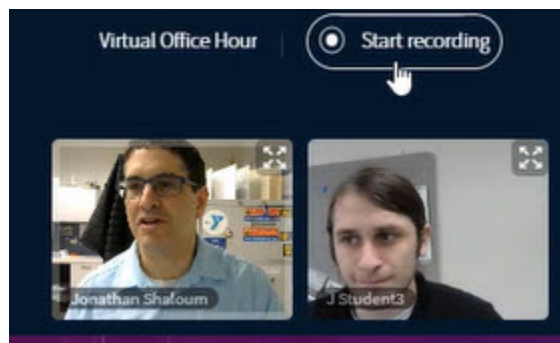 Virtual Office Hour
Start recording
Jonathan Shaloum
J Student3